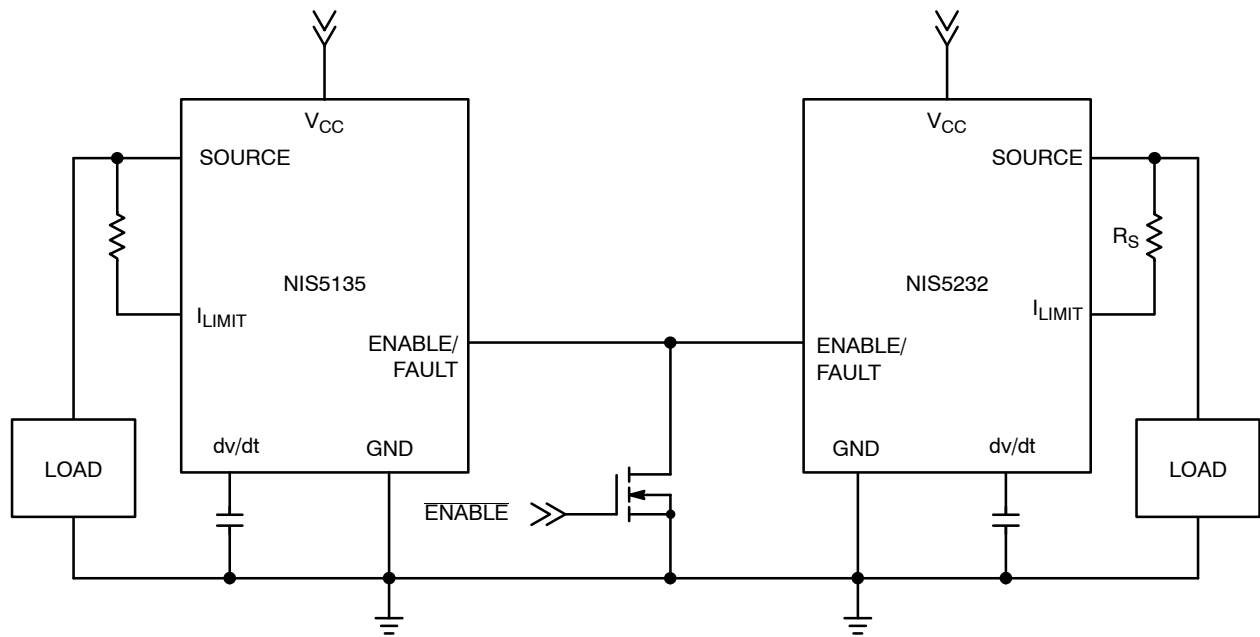 V_CC
SOURCE
NIS5135
I_LIMIT
ENABLE/
FAULT
dv/dt
GND
LOAD
ENABLE
V_CC
SOURCE
R_S
NIS5232
I_LIMIT
ENABLE/
FAULT
GND
dv/dt
LOAD